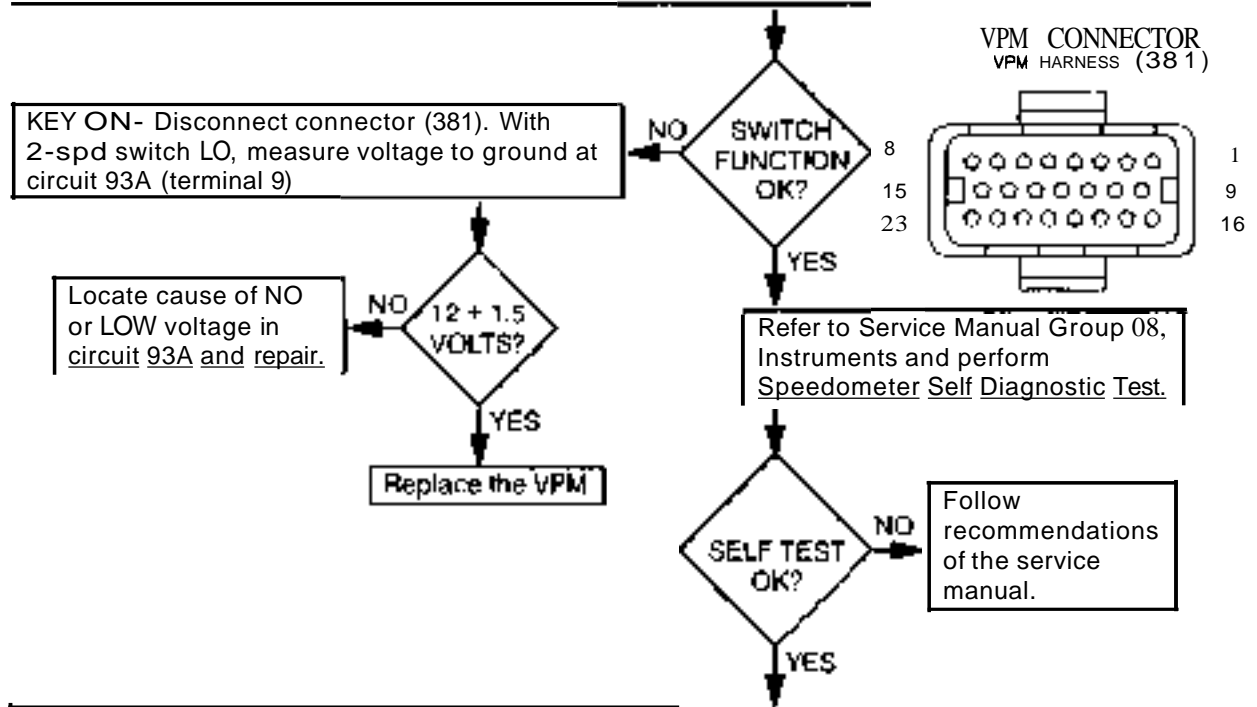 VPM CONNECTOR
VPM HARNESS (381)
KEY ON- Disconnect connector (381). With
2-spd switch LO, measure voltage to ground at
circuit 93A (terminal 9)
NO
SWITCH
FUNCTION
OK?
8
1
15
9
23
16
YES
Locate cause of NO
or LOW voltage in
circuit 93A and repair.
NO
12 + 1.5
VOLTS?
Refer to Service Manual Group 08,
Instruments and perform
Speedometer Self Diagnostic Test.
YES
Replace the VPM
SELF TEST
OK?
NO
Follow
recommendations
of the service
manual.
YES